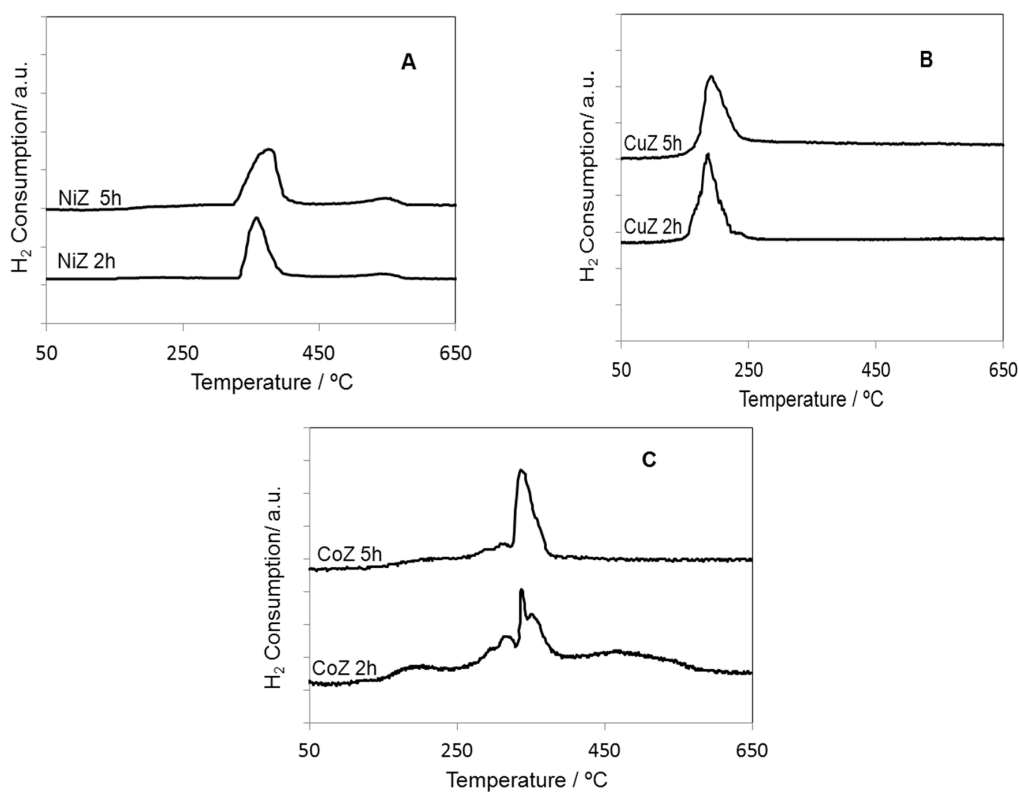 A
H2 Consumption/ a.u.
NiZ 5h
NiZ 2h
50 250 450 650
Temperature / ºC
B
H2 Consumption/ a.u.
CuZ 5h
CuZ 2h
50 250 450 650
Temperature / ºC
C
H2 Consumption/ a.u.
CoZ 5h
CoZ 2h
50 250 450 650
Temperature / ºC